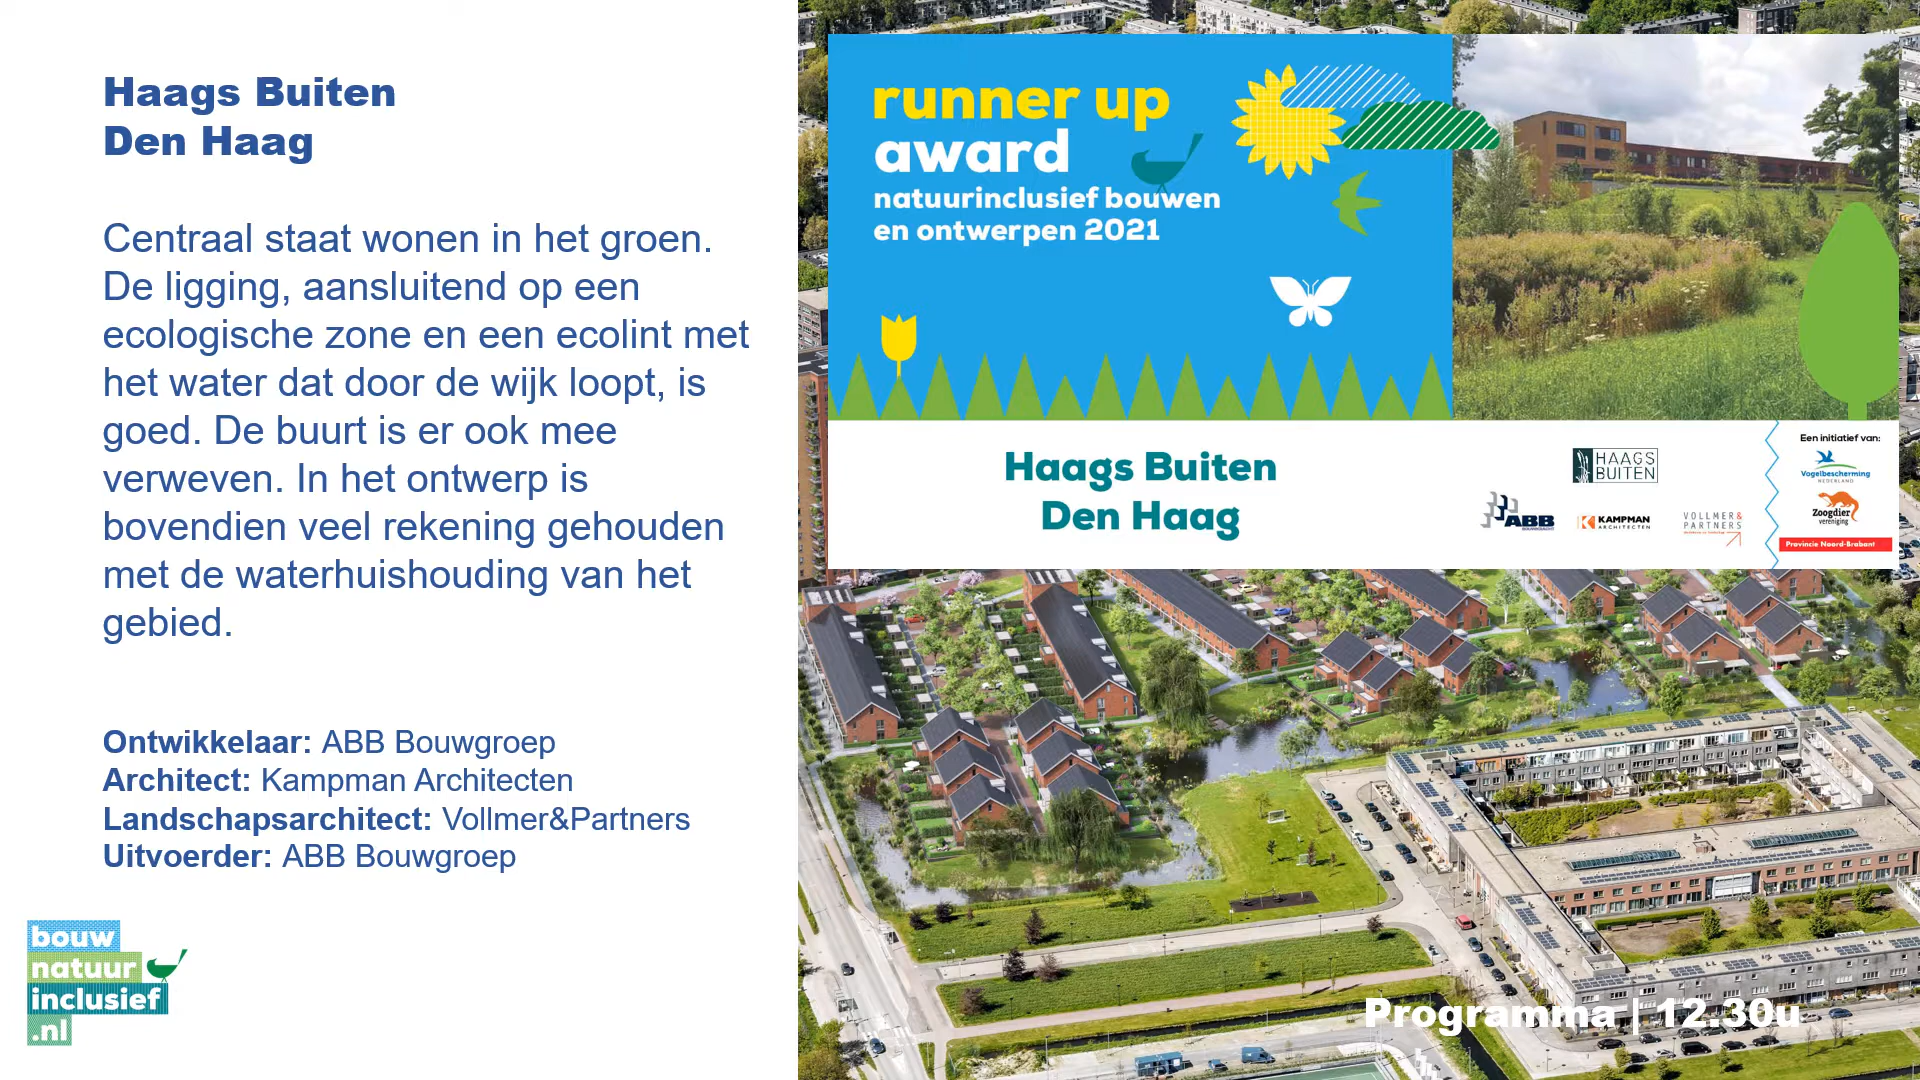 Haags Buiten
Den Haag
Centraal staat wonen in het groen.
De ligging, aansluitend op een
ecologische zone en een ecolint met
het water dat door de wijk loopt, is
goed. De buurt is er ook mee
verweven. In het ontwerp is
bovendien veel rekening gehouden
met de waterhuishouding van het
gebied.
Ontwikkelaar: ABB Bouwgroep
Architect: Kampman Architecten
Landschapsarchitect: Vollmer&Partners
Uitvoerder: ABB Bouwgroep
bouw
natuur
inclusief
.nl
runner up
award
natuurinclusief bouwen
en ontwerpen 2021
Haags Buiten
Den Haag
HAAGS
BUITEN
ABB
KAMPMAN
ARCHITECTEN
VOLLMER&
PARTNERS
Een initiatief van:
Vogelbescherming
NEDERLAND
Zoogdier
vereniging
Provincie Noord-Brabant
Programma | 12.30u